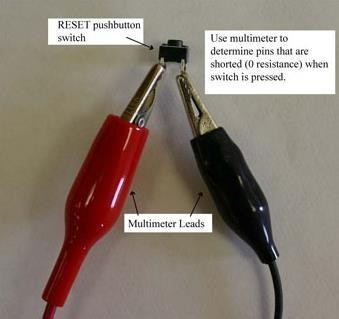 RESET pushbutton
switch
Use multimeter to
determine pins that are
shorted (0 resistance) when
switch is pressed.
Multimeter Leads